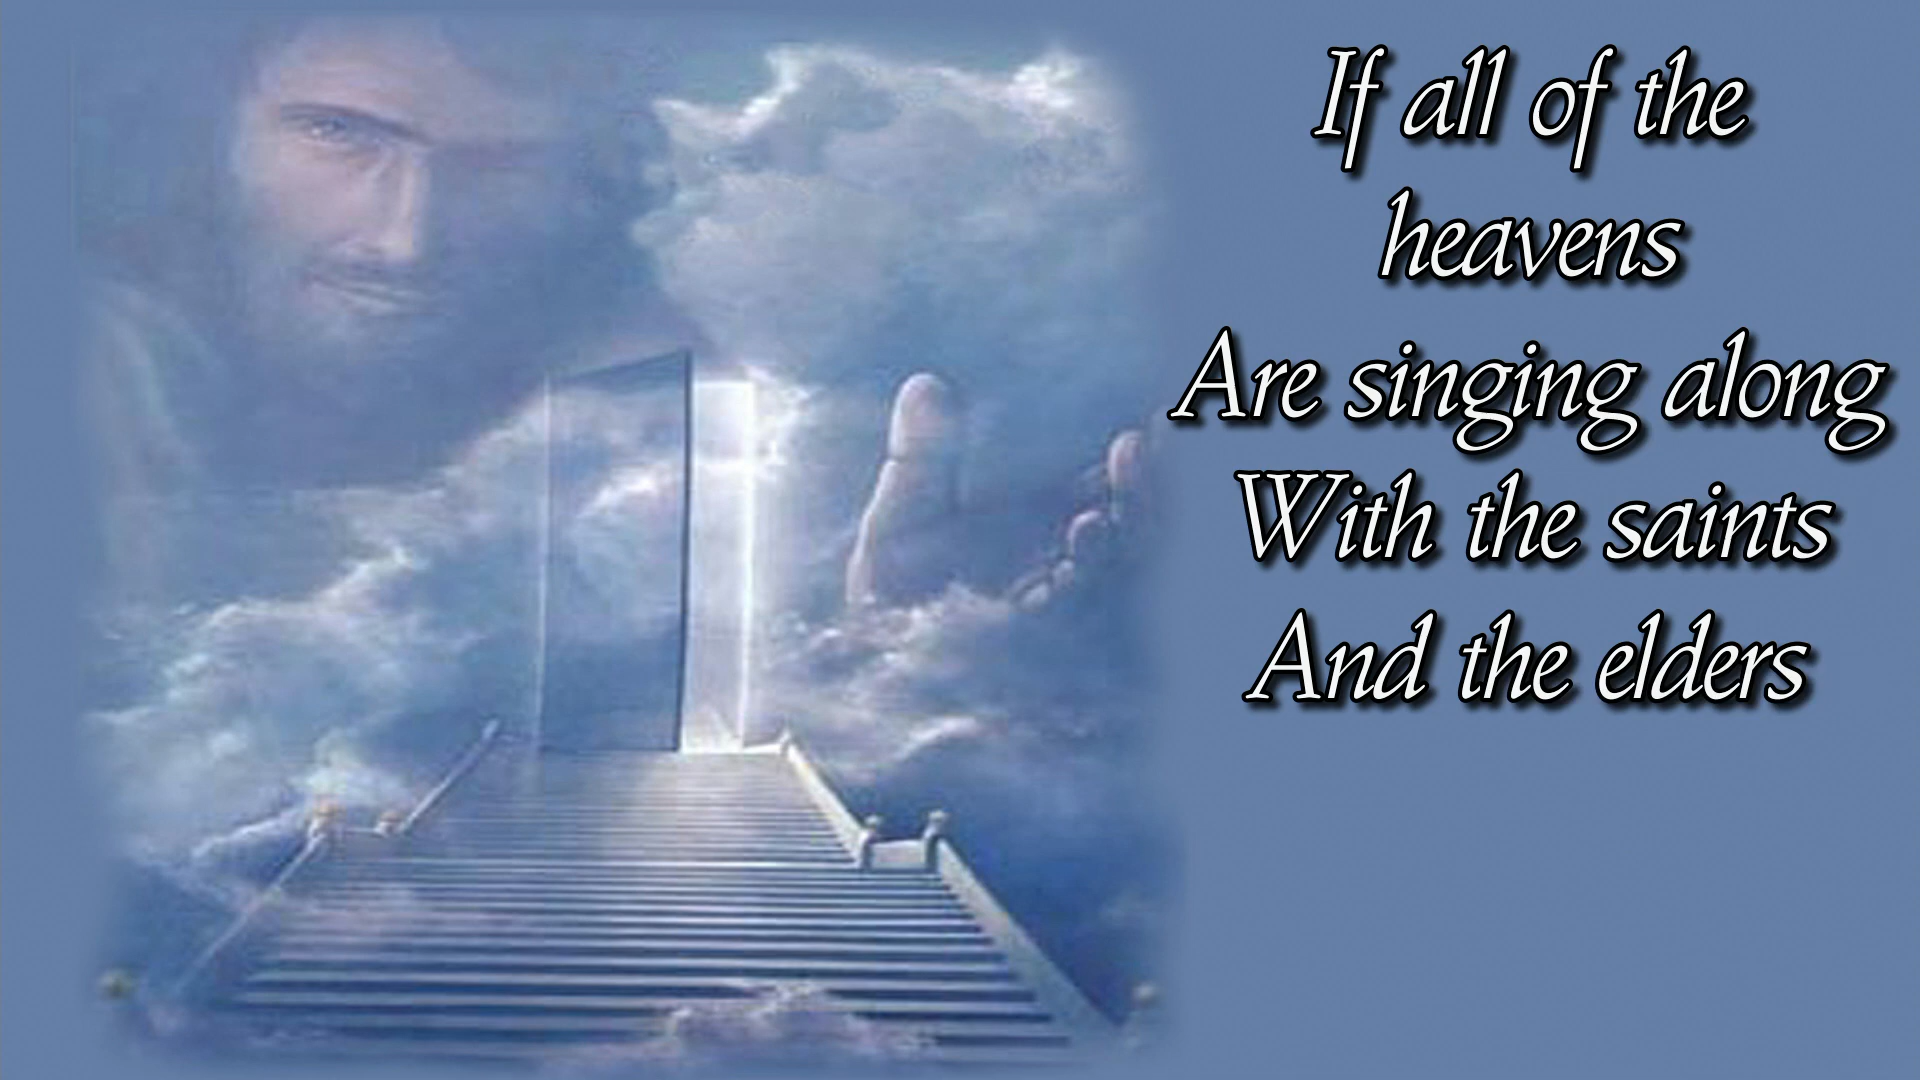 If all of the
heavens
Are singing along
With the saints
And the elders